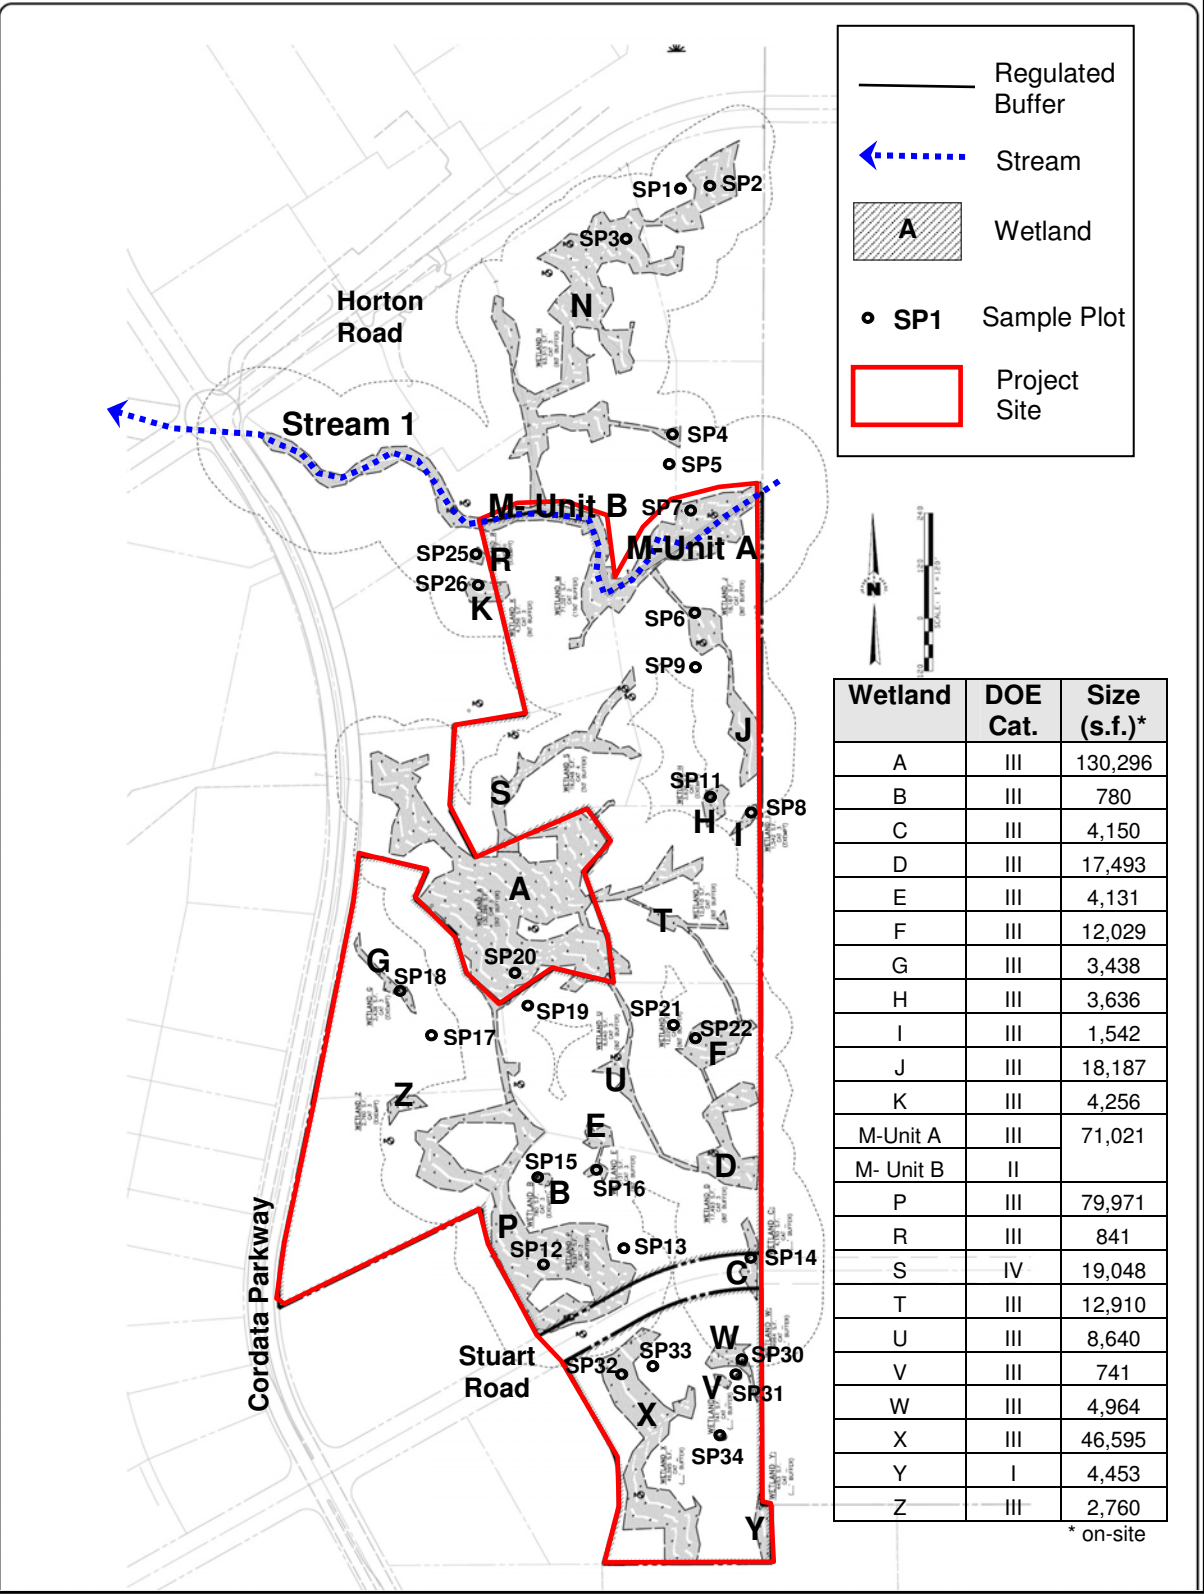 Regulated
Buffer
Stream
A
Wetland
SP1
Sample Plot
Project
Site
SP1
SP2
SP3
N
Horton
Road
Stream 1
SP4
SP5
M- Unit B
SP7
M-Unit A
SP25
R
SP26
K
SP6
SP9
J
N
S
SP11
H
SP8
I
A
T
G
SP18
SP20
SP19
SP17
SP21
SP22
F
U
Z
E
SP15
SP16
B
D
P
SP12
SP13
SP14
C
Cordata Parkway
Stuart
Road
W
SP30
SP33
SP32
SP31
V
X
SP34
Y
Wetland DOE Cat. Size (s.f.)*
A III 130,296
B III 780
C III 4,150
D III 17,493
E III 4,131
F III 12,029
G III 3,438
H III 3,636
I III 1,542
J III 18,187
K III 4,256
M-Unit A III 71,021
M- Unit B II
P III 79,971
R III 841
S IV 19,048
T III 12,910
U III 8,640
V III 741
W III 4,964
X III 46,595
Y I 4,453
Z III 2,760
* on-site